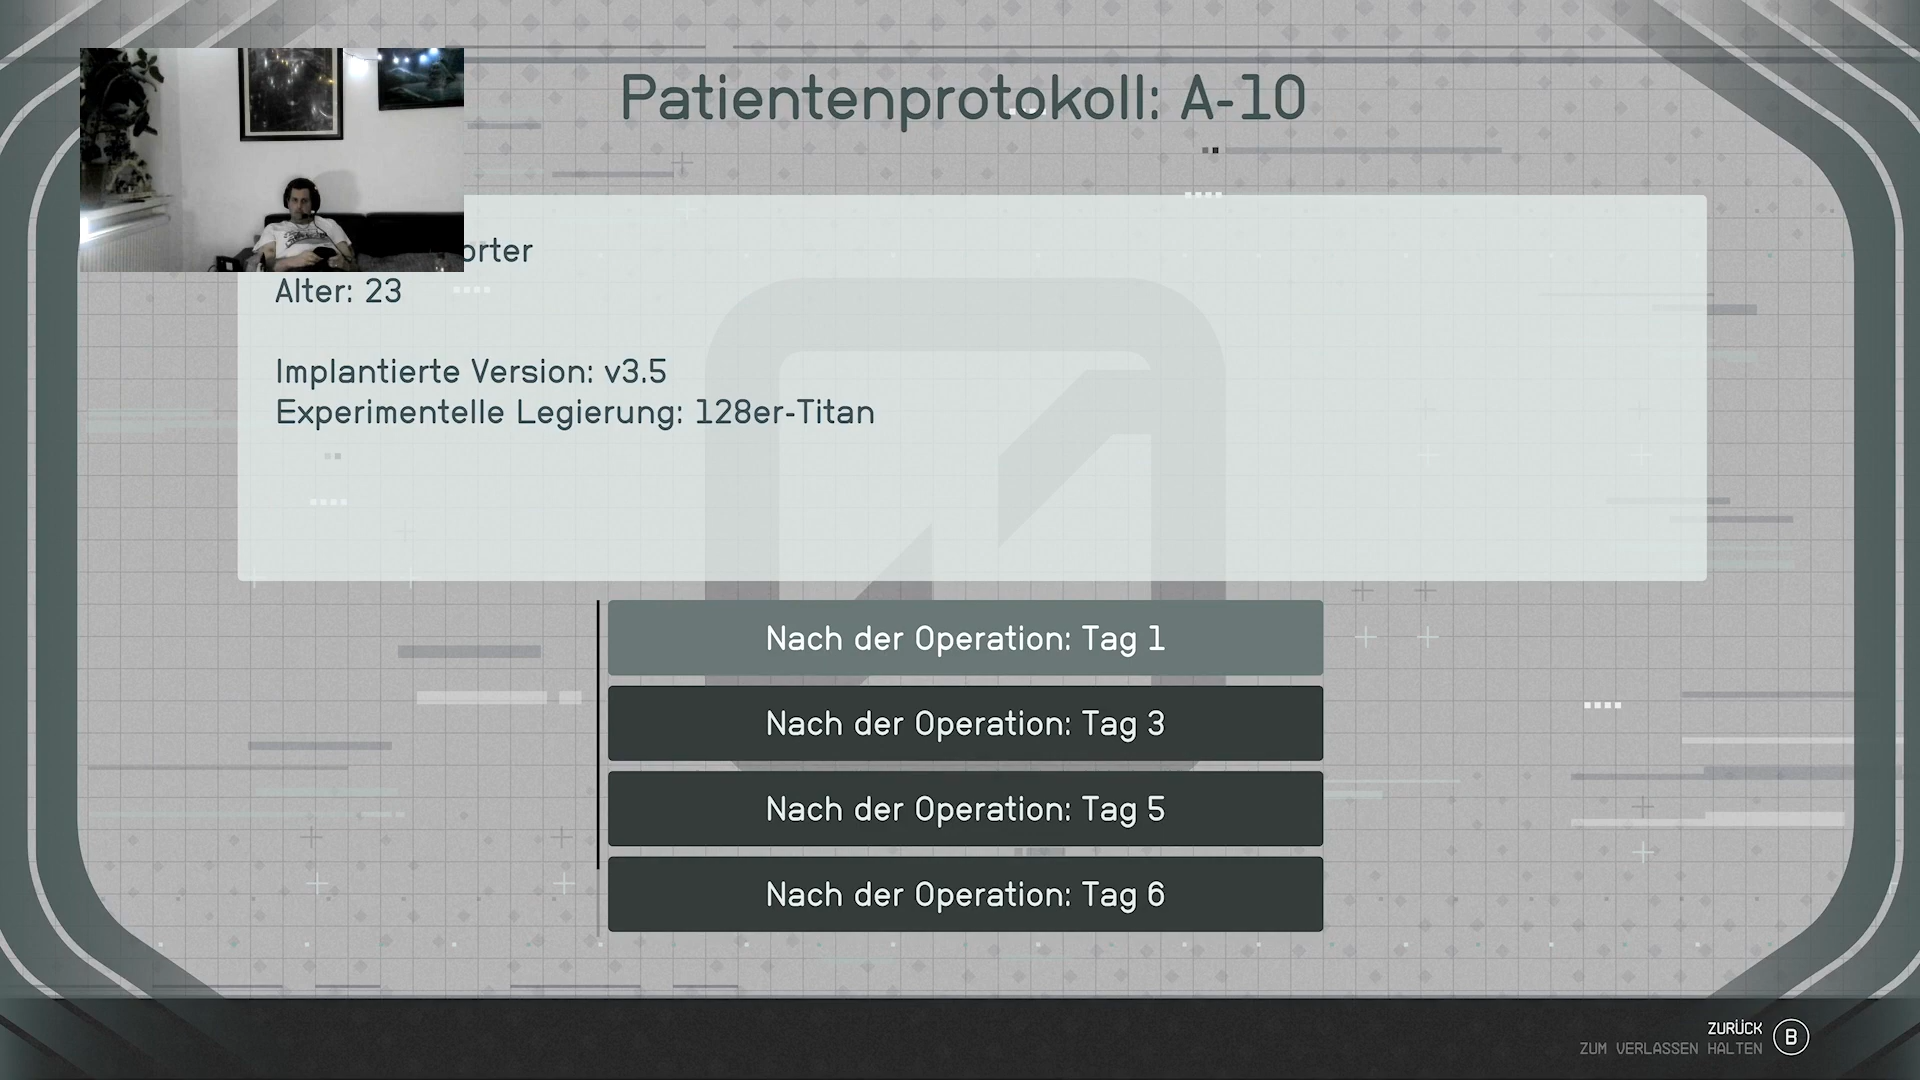 Patientenprotokoll: A-10
Alter: 23
Implantierte Version: v3.5
Experimentelle Legierung: 128er-Titan
Nach der Operation: Tag 1
Nach der Operation: Tag 3
Nach der Operation: Tag 5
Nach der Operation: Tag 6
ZURÜCK
ZUM VERLASSEN HALTEN
B